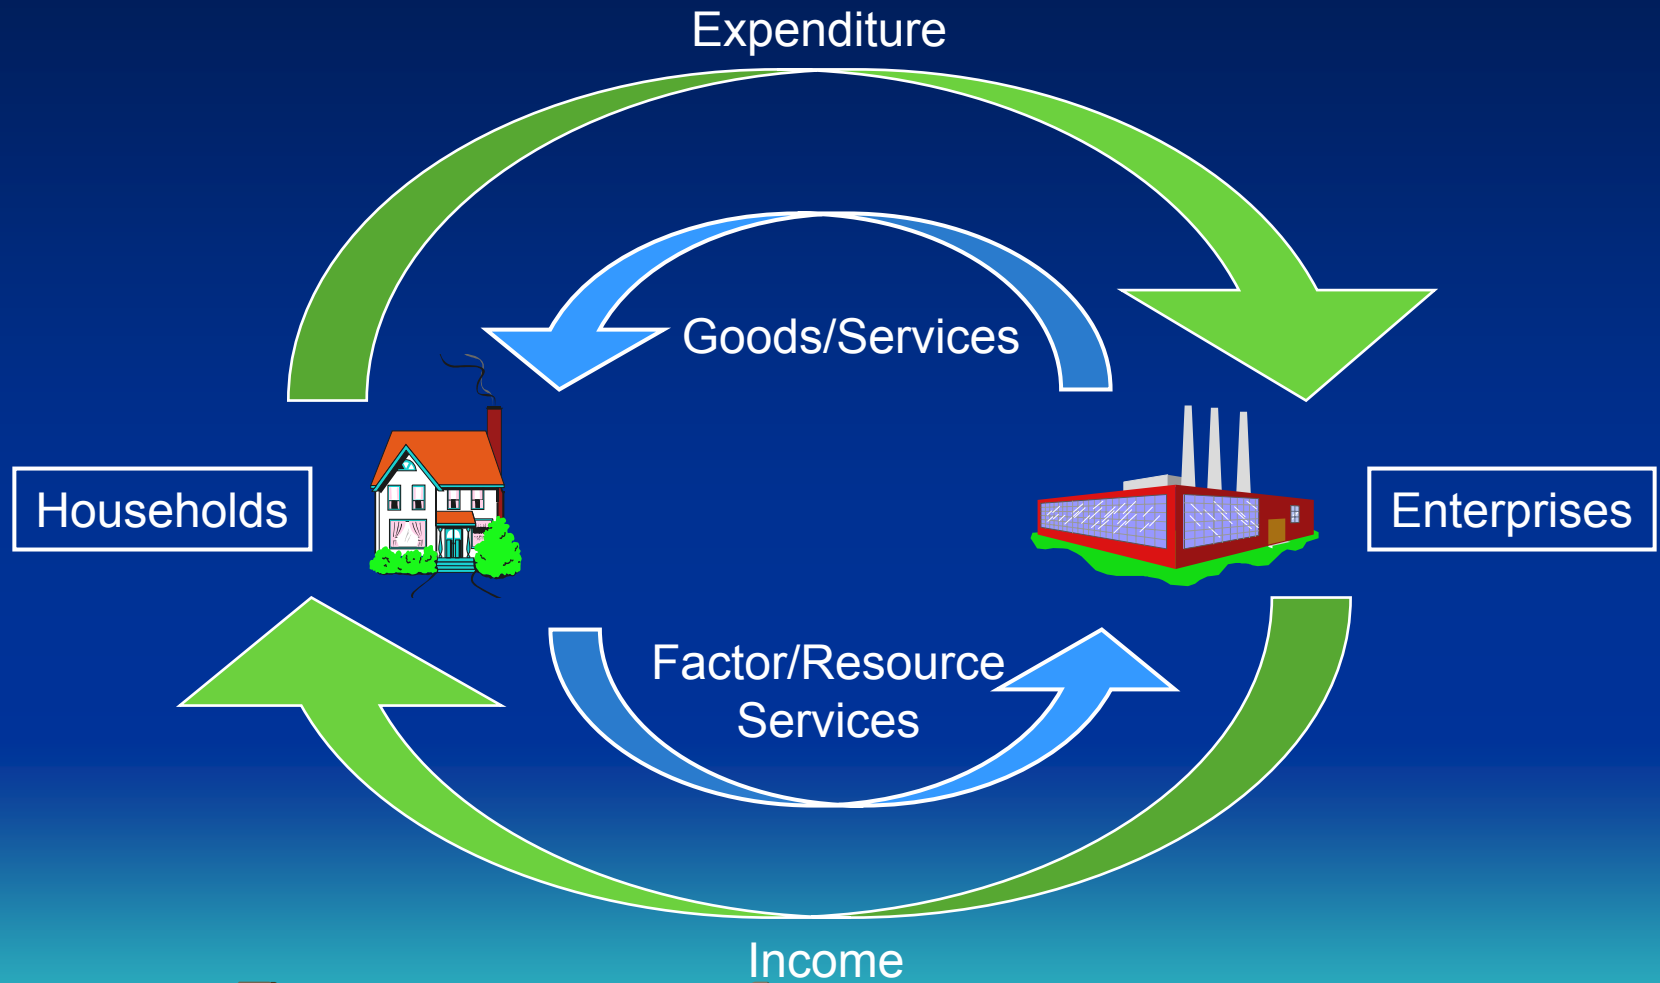 Expenditure
Goods/Services
Households
Enterprises
Factor/Resource
Services
Income